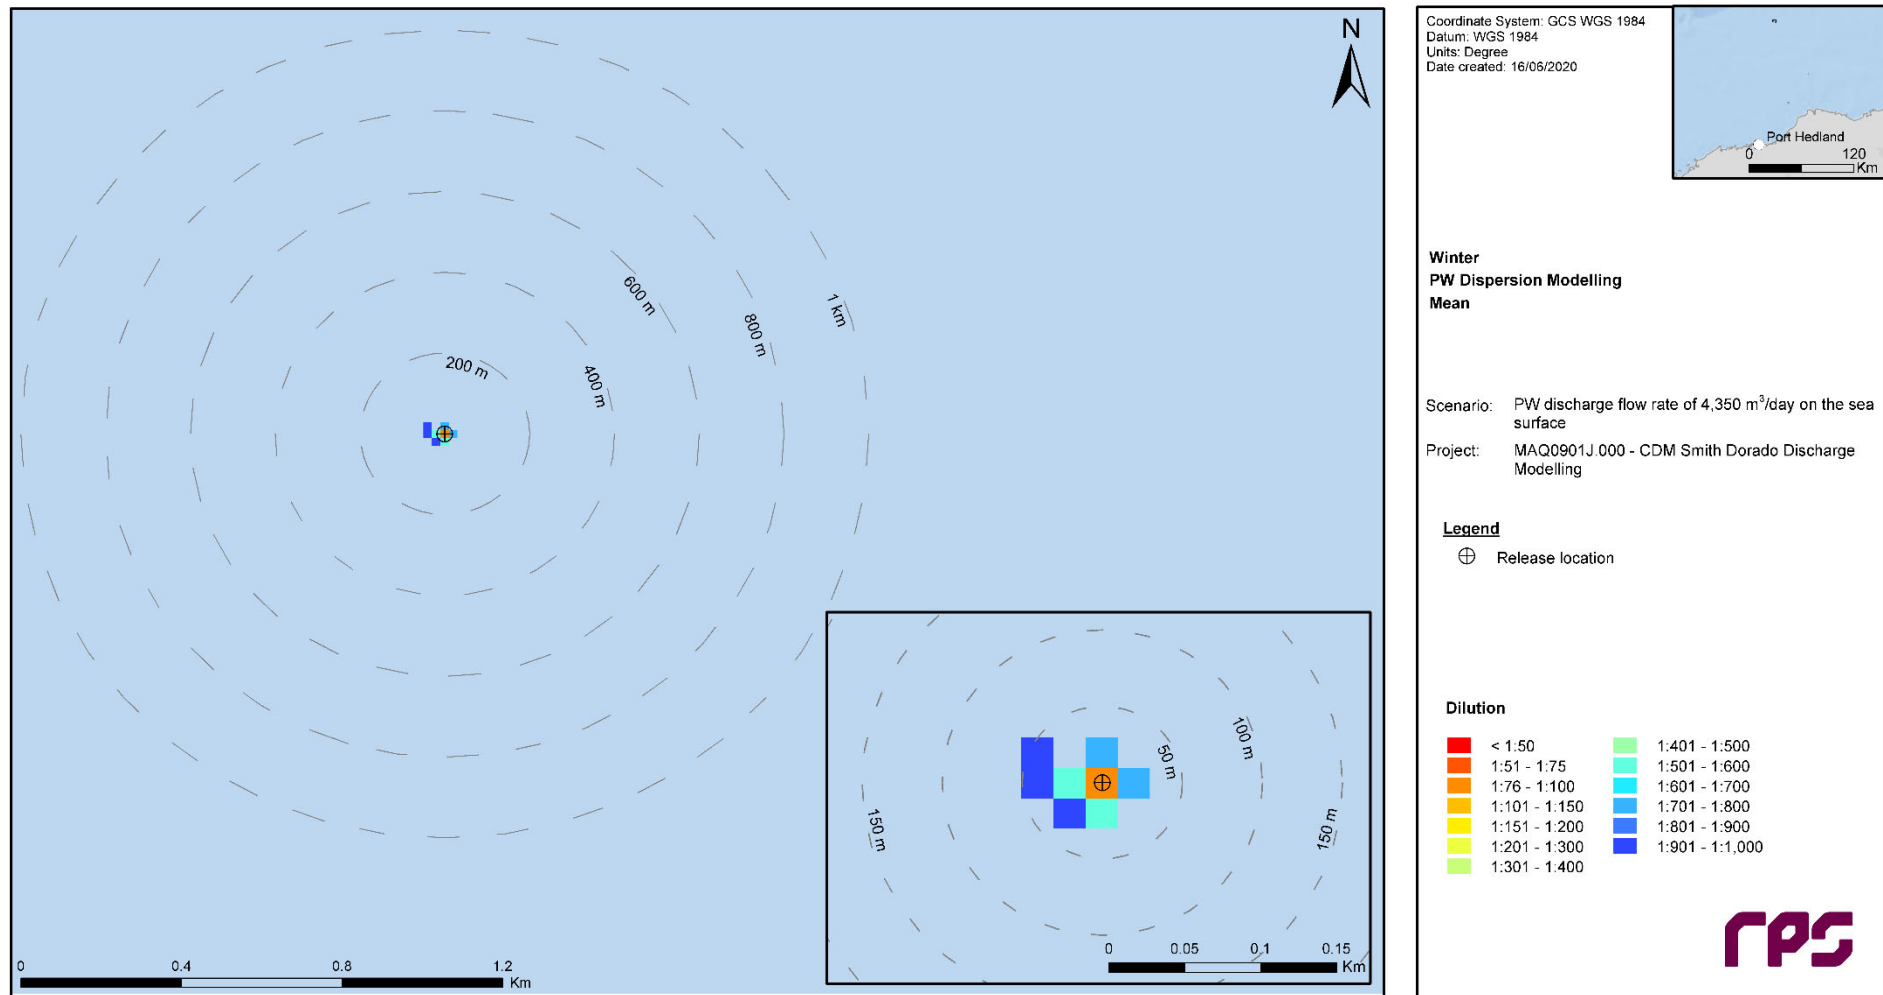 N
1 km
600 m
800 m
200 m
400 m
0 0.4 0.8 1.2
Km
50 m
100 m
150 m
150 m
0 0.05 0.1 0.15
Km
Coordinate System: GCS WGS 1984
Datum: WGS 1984
Units: Degree
Date created: 16/06/2020
Port Hedland
0 120
Km
Winter
PW Dispersion Modelling
Mean
Scenario: PW discharge flow rate of 4,350 m³/day on the sea
surface
Project: MAQ0901J.000 - CDM Smith Dorado Discharge
Modelling
Legend
Release location
Dilution
< 1:50
1:51 - 1:75
1:76 - 1:100
1:101 - 1:150
1:151 - 1:200
1:201 - 1:300
1:301 - 1:400
1:401 - 1:500
1:501 - 1:600
1:601 - 1:700
1:701 - 1:800
1:801 - 1:900
1:901 - 1:1,000
rps